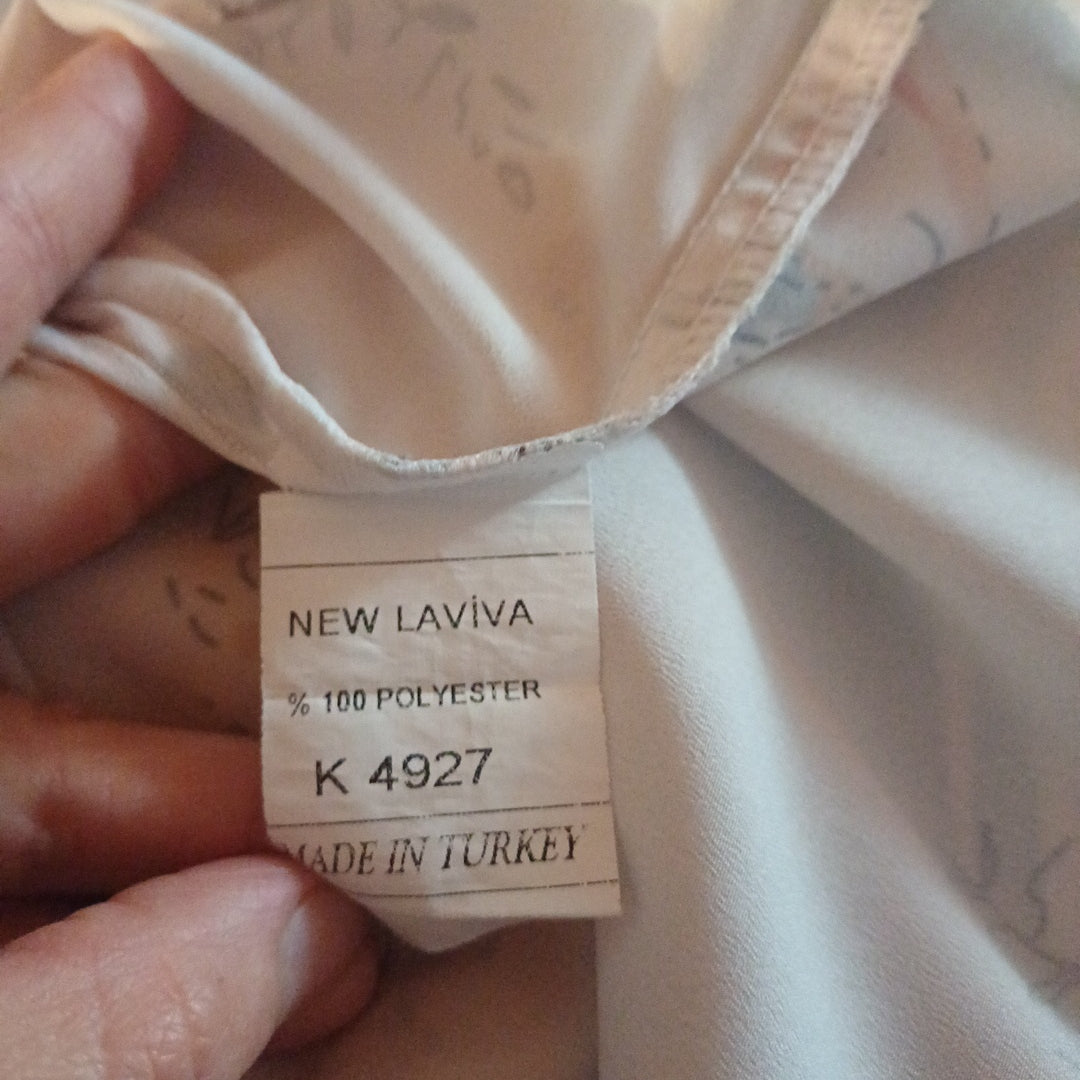 NEW LAVİVA
% 100 POLYESTER
K 4927
MADE IN TURKEY